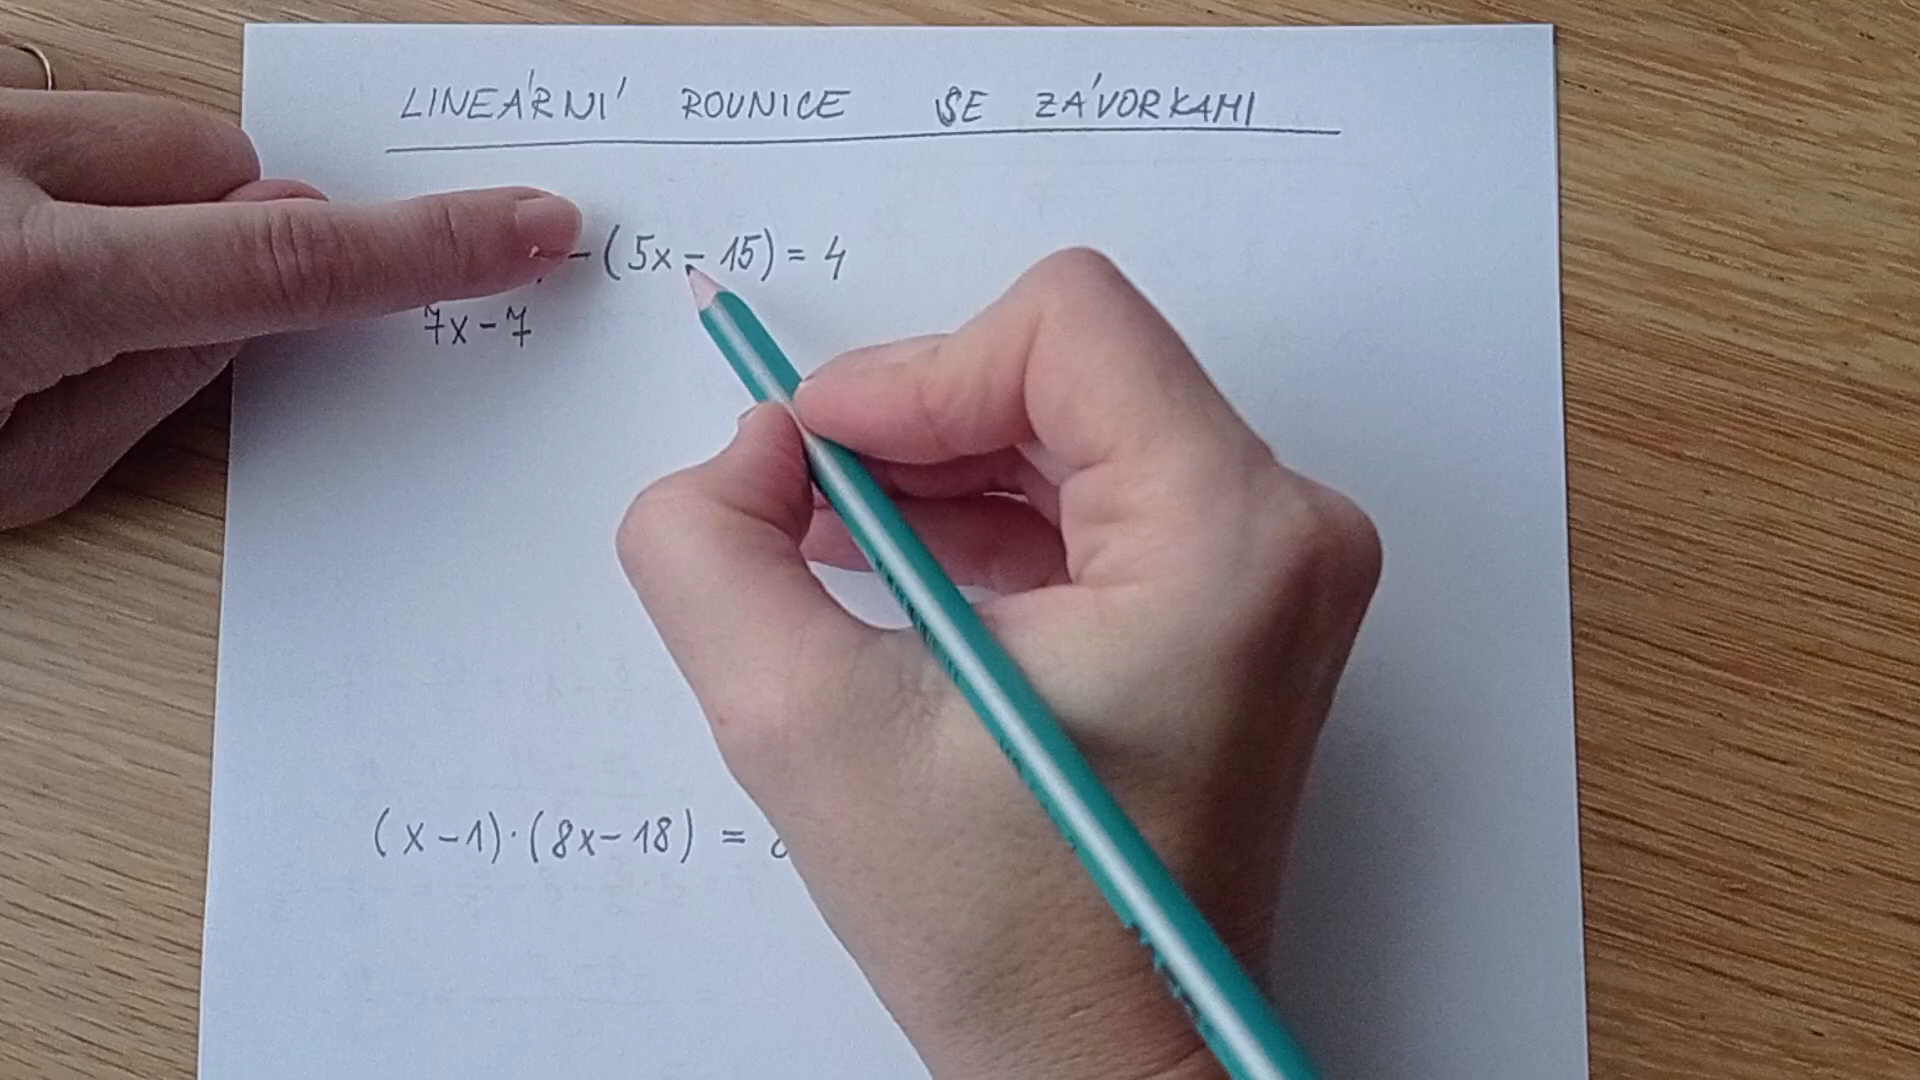 LINEÁRNÍ ROVNICE SE ZÁVORKAMI
- (5x - 15) = 4
7x - 7
(x - 1) · (8x - 18) =